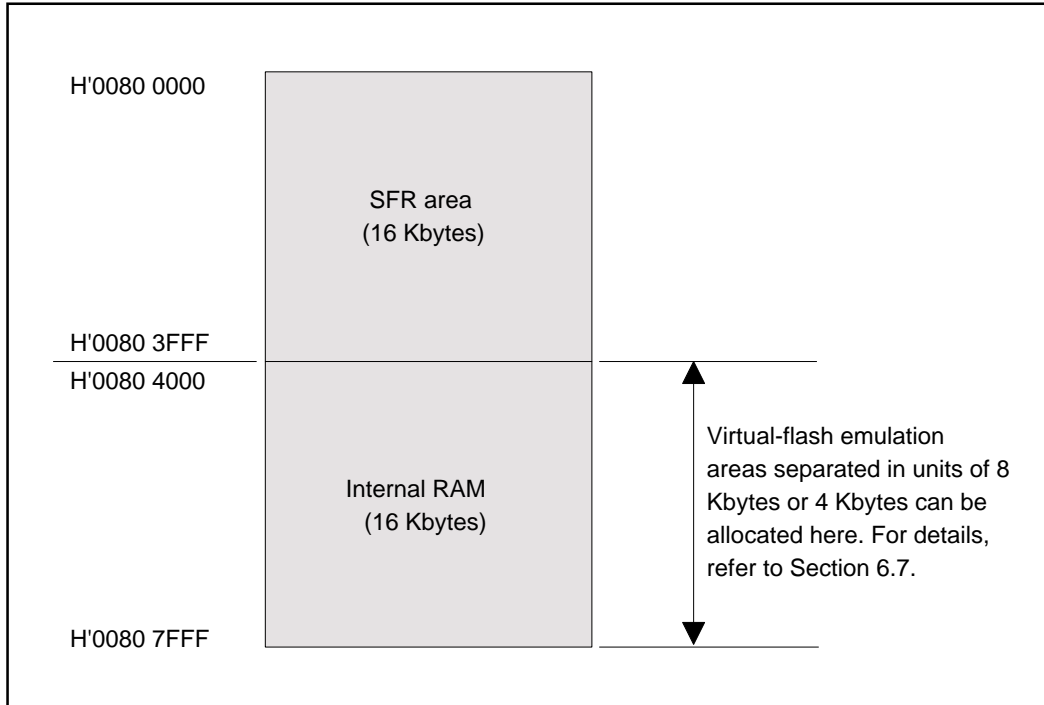 H'0080 0000
SFR area
(16 Kbytes)
H'0080 3FFF
H'0080 4000
Internal RAM
(16 Kbytes)
Virtual-flash emulation
areas separated in units of 8
Kbytes or 4 Kbytes can be
allocated here. For details,
refer to Section 6.7.
H'0080 7FFF